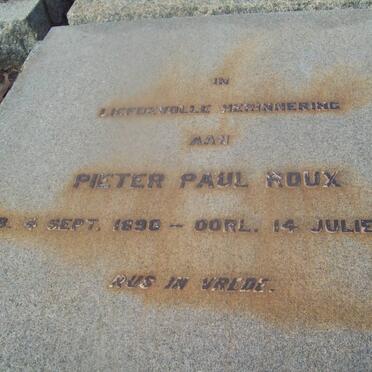 IN
LIEFDEVOLLE HERINNERING
AAN
PIETER PAUL ROUX
4 SEPT. 1890 – OORL. 14 JULIE
RUS IN VREDE.